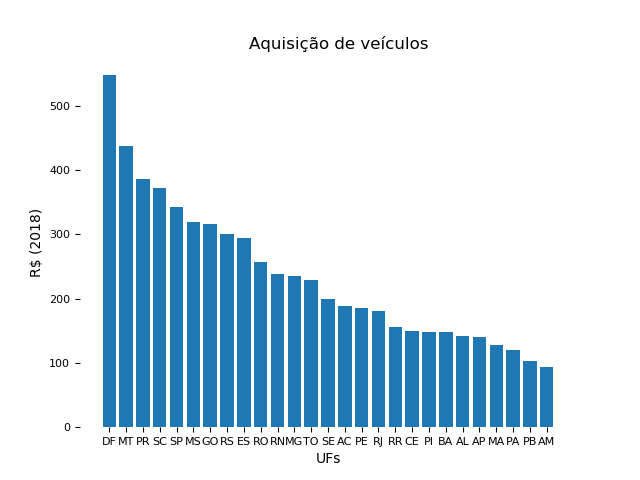 Aquisição de veículos
R$ (2018)
500
400
300
200
100
0
DF MT PR SC SP MS GO RS ES RO RN MG TO SE AC PE RJ RR CE PI BA AL AP MA PA PB AM
UFs